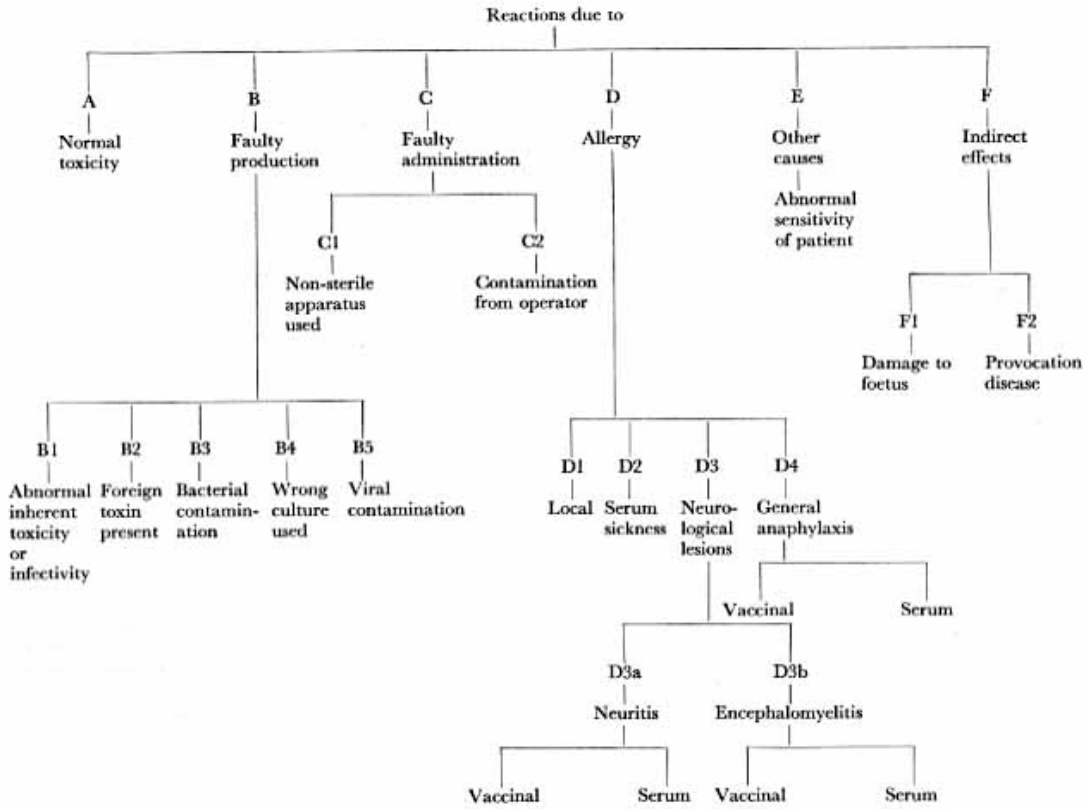 Reactions due to
A B C D E F
Normal toxicity
Faulty production
Faulty administration
Allergy
Other causes
Indirect effects
Abnormal sensitivity of patient
C1 C2
Non-sterile apparatus used
Contamination from operator
F1 F2
Damage to foetus
Provocation disease
B1 B2 B3 B4 B5
Abnormal inherent toxicity or infectivity
Foreign toxin present
Bacterial contamin-ation
Wrong culture used
Viral contamination
D1 D2 D3 D4
Local
Serum sickness
Neuro-logical lesions
General anaphylaxis
Vaccinal Serum
D3a D3b
Neuritis Encephalomyelitis
Vaccinal Serum Vaccinal Serum